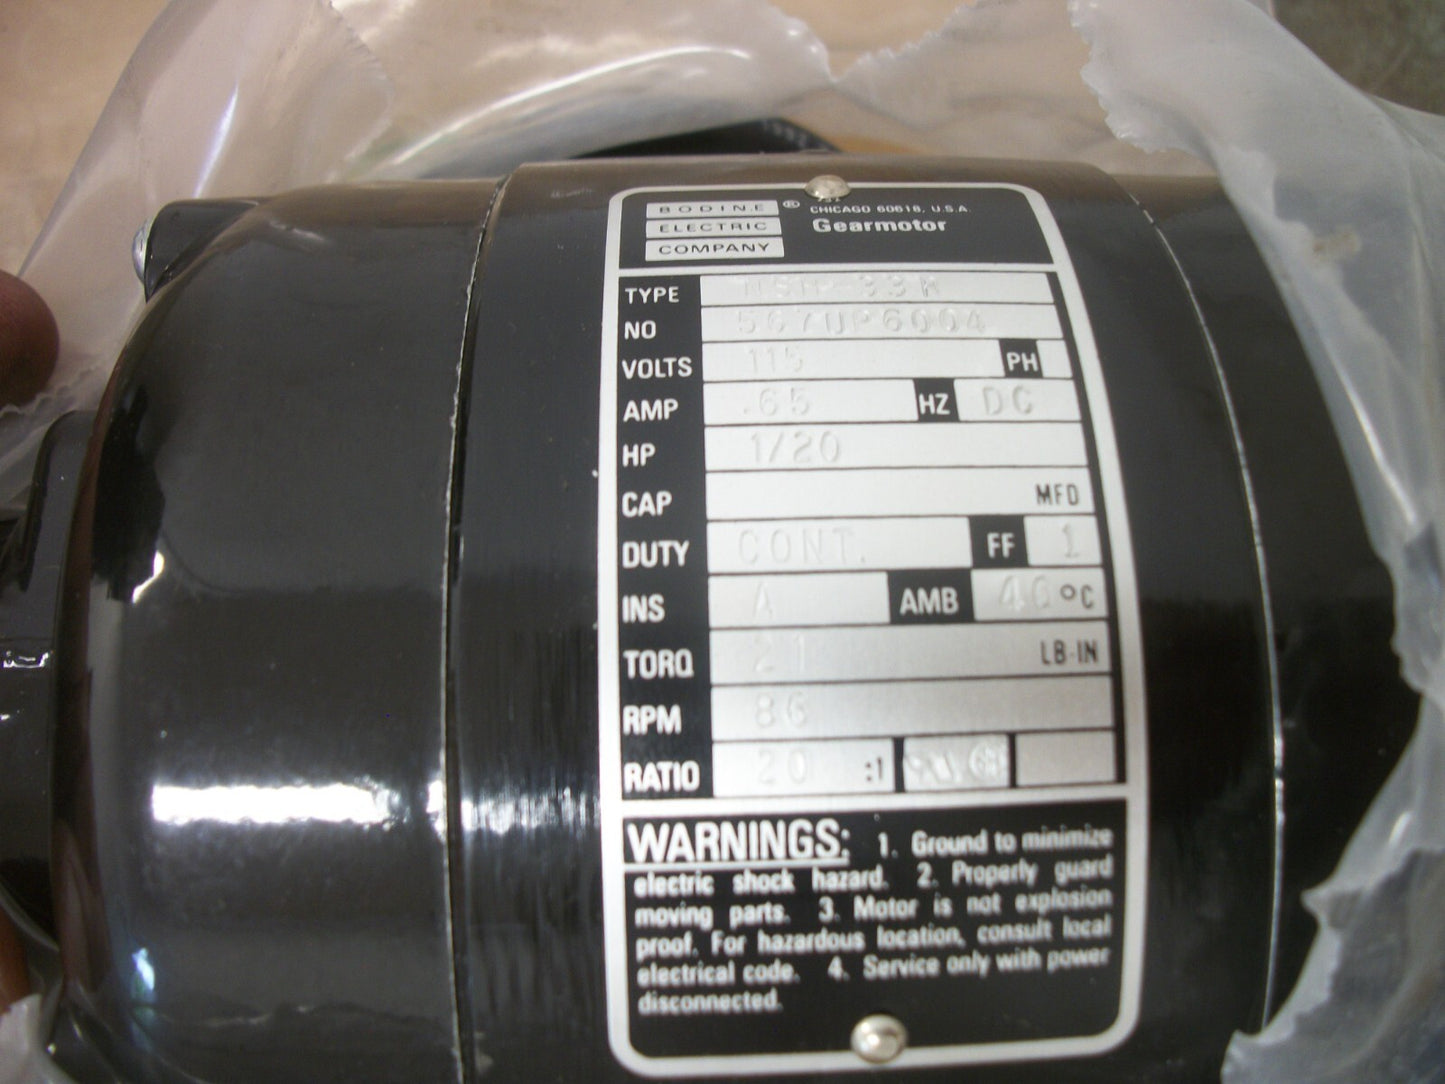 BODINE ® CHICAGO 60618, U.S.A.
ELECTRIC Gearmotor
COMPANY
TYPE NSH-33R
NO 567UP6004
VOLTS 115 PH
AMP .65 HZ DC
HP 1/20
CAP MFD
DUTY CONT. FF 1
INS A AMB 40 °C
TORQ 21 LB-IN
RPM 86
RATIO 20 :1
WARNINGS: 1. Ground to minimize
electric shock hazard. 2. Properly guard
moving parts. 3. Motor is not explosion
proof. For hazardous location, consult local
electrical code. 4. Service only with power
disconnected.